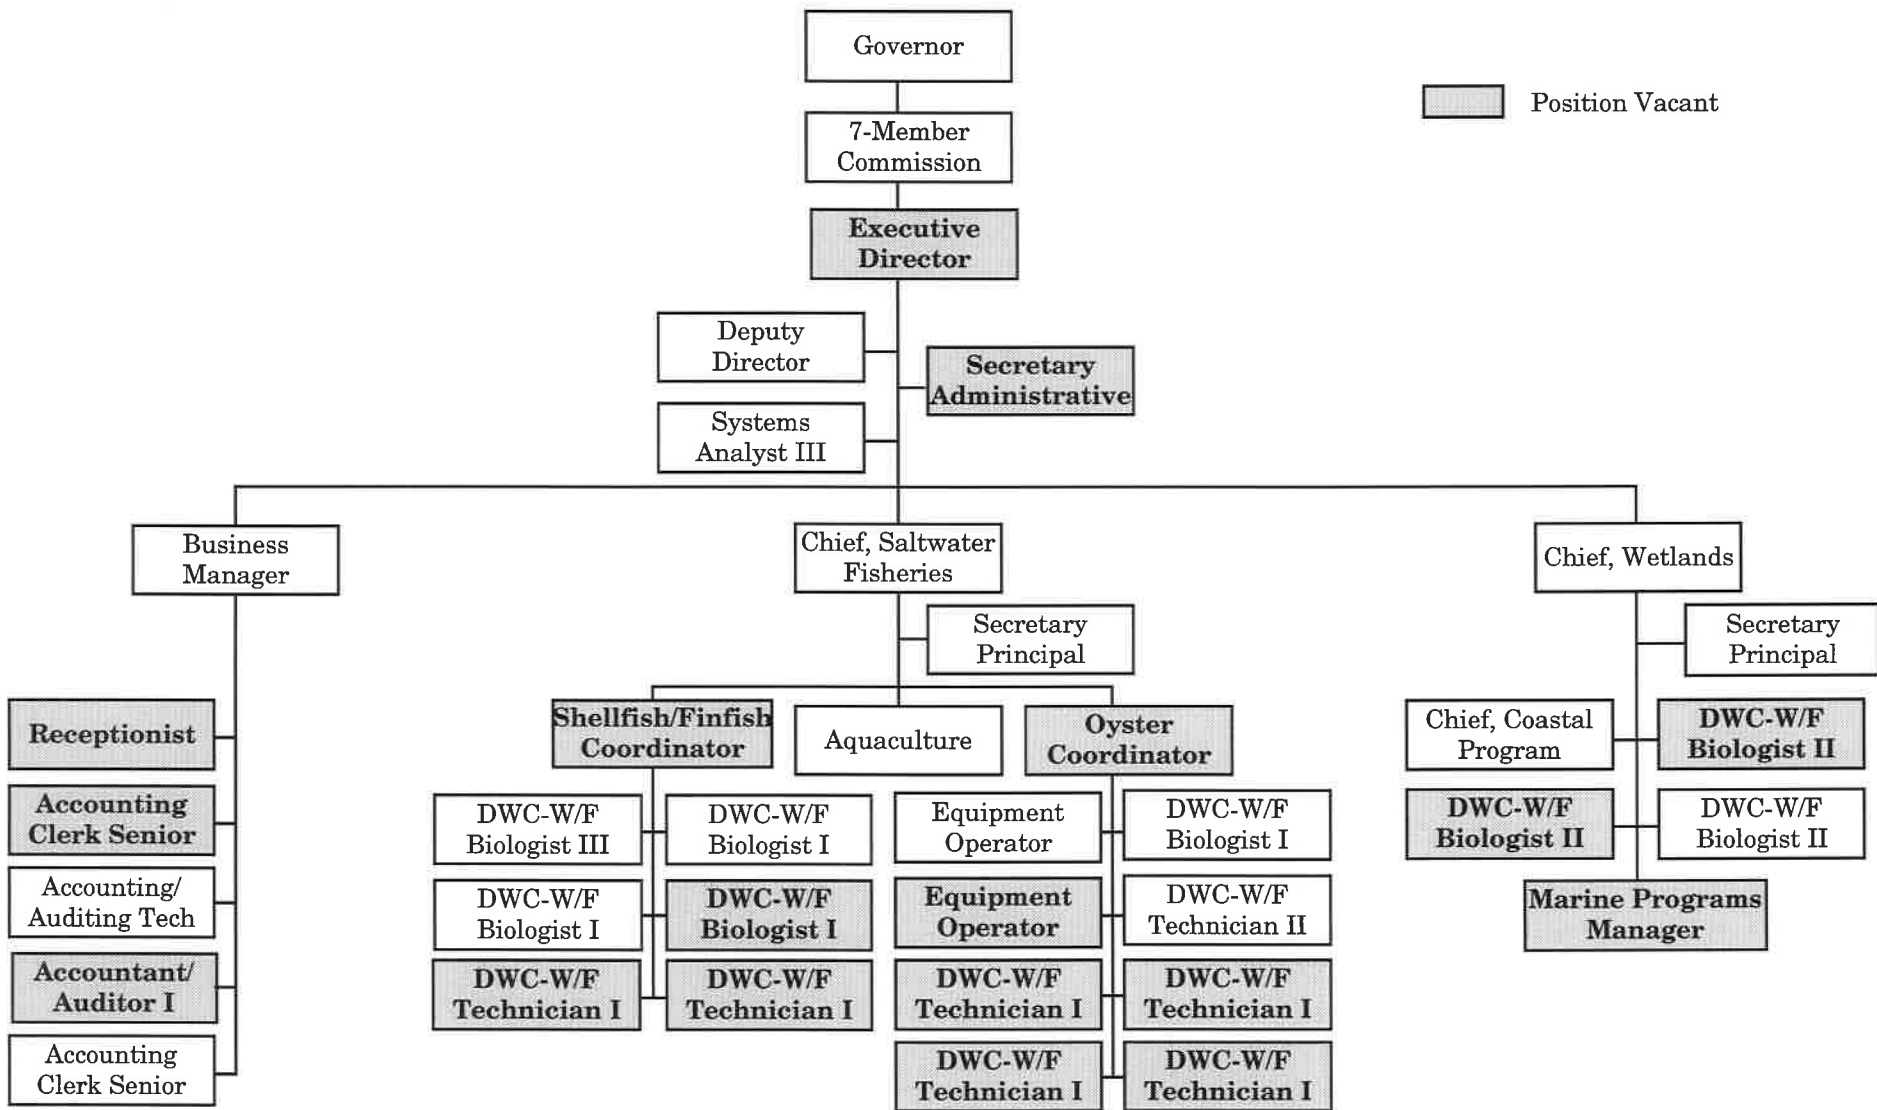 Governor
Position Vacant
7-Member
Commission
Executive
Director
Deputy
Director
Secretary
Administrative
Systems
Analyst III
Business
Manager
Chief, Saltwater
Fisheries
Chief, Wetlands
Secretary
Principal
Secretary
Principal
Receptionist
Accounting
Clerk Senior
Accounting/
Auditing Tech
Accountant/
Auditor I
Accounting
Clerk Senior
Shellfish/Finfish
Coordinator
Aquaculture
Oyster
Coordinator
DWC-W/F
Biologist III
DWC-W/F
Biologist I
DWC-W/F
Biologist I
DWC-W/F
Biologist I
DWC-W/F
Technician I
DWC-W/F
Technician I
Equipment
Operator
DWC-W/F
Biologist I
Equipment
Operator
DWC-W/F
Technician II
DWC-W/F
Technician I
DWC-W/F
Technician I
DWC-W/F
Technician I
DWC-W/F
Technician I
Chief, Coastal
Program
DWC-W/F
Biologist II
DWC-W/F
Biologist II
DWC-W/F
Biologist II
Marine Programs
Manager